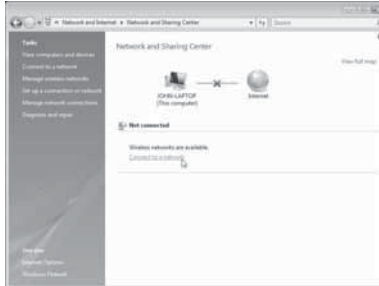 Network and Internet ▸ Network and Sharing Center
Search
Tasks
View computers and devices
Connect to a network
Manage wireless networks
Set up a connection or network
Manage network connections
Diagnose and repair
Network and Sharing Center
View full map
JOHN-LAPTOP
(This computer)
Internet
Not connected
Wireless networks are available.
Connect to a network
See also
Internet Options
Windows Firewall